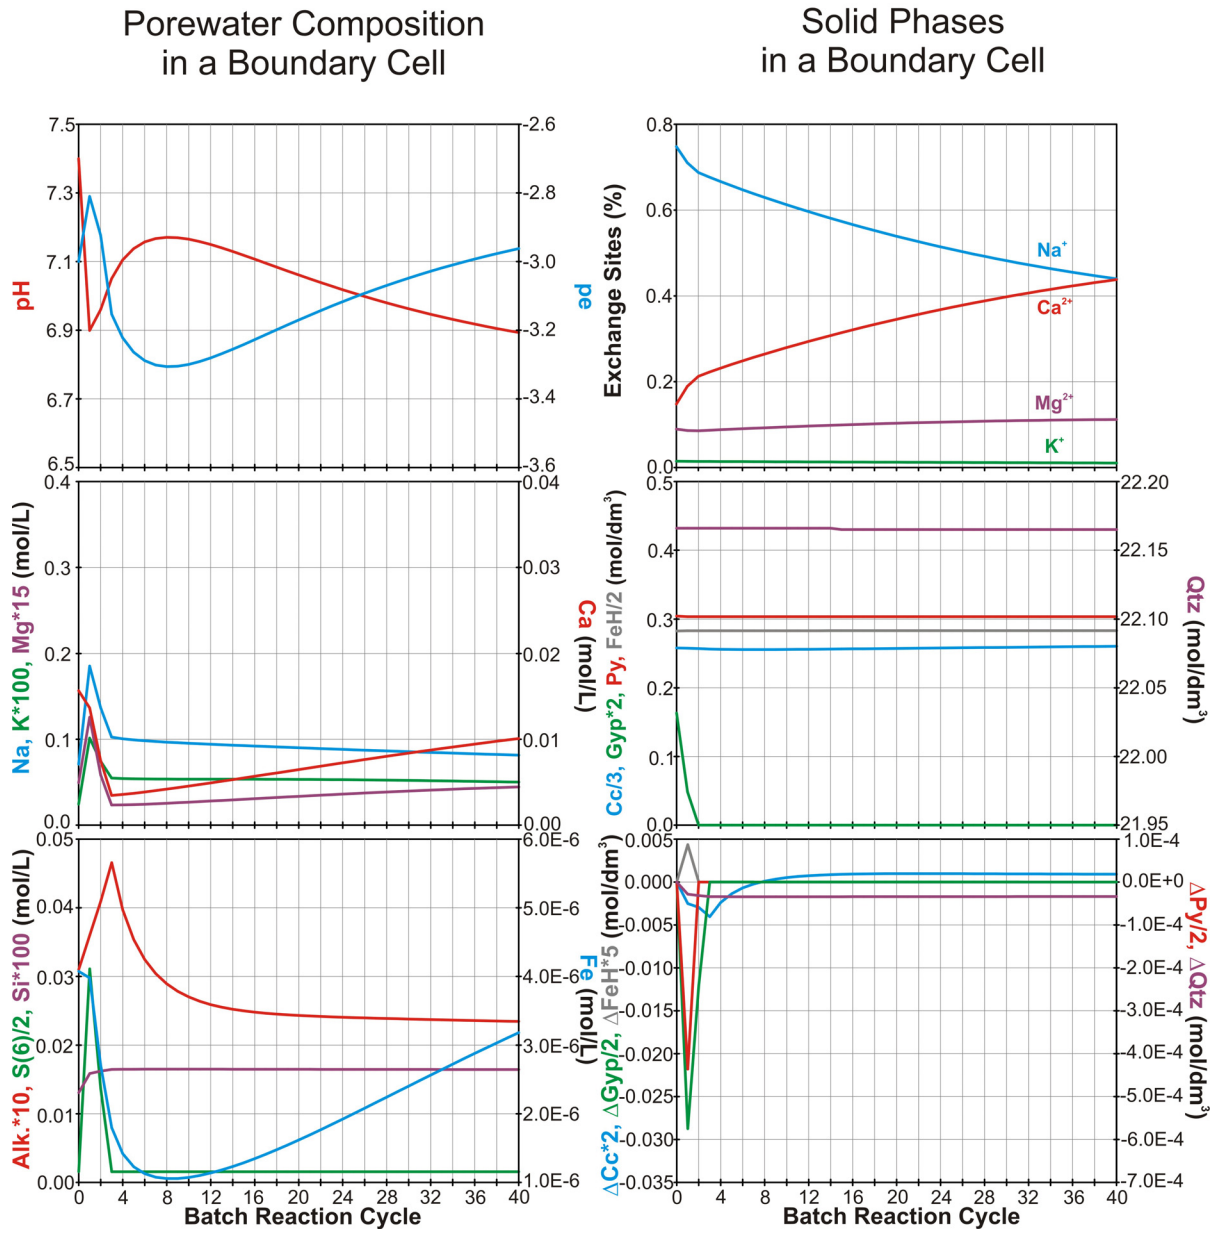 Porewater Composition
in a Boundary Cell
Solid Phases
in a Boundary Cell
7.5
7.3
7.1
6.9
6.7
6.5
pH
-2.6
-2.8
-3.0
-3.2
-3.4
-3.6
pe
0.8
0.6
0.4
0.2
0.0
Exchange Sites (%)
Na⁺
Ca²⁺
Mg²⁺
K⁺
0.4
0.3
0.2
0.1
0.0
Na, K*100, Mg*15 (mol/L)
0.04
0.03
0.02
0.01
0.00
Ca (mol/L)
0.5
0.4
0.3
0.2
0.1
0.0
Cc/3, Gyp*2, Py, FeH/2 (mol/dm³)
22.20
22.15
22.10
22.05
22.00
21.95
Qtz (mol/dm³)
0.05
0.04
0.03
0.02
0.01
0.00
Alk.*10, S(6)/2, Si*100 (mol/L)
6.0E-6
5.0E-6
4.0E-6
3.0E-6
2.0E-6
1.0E-6
Fe (mol/L)
0 4 8 12 16 20 24 28 32 36 40
Batch Reaction Cycle
0.005
0.000
-0.005
-0.010
-0.015
-0.020
-0.025
-0.030
-0.035
ΔCc*2, ΔGyp/2, ΔFeH*5 (mol/dm³)
1.0E-4
0.0E+0
-1.0E-4
-2.0E-4
-3.0E-4
-4.0E-4
-5.0E-4
-6.0E-4
-7.0E-4
ΔPy/2, ΔQtz (mol/dm³)
0 4 8 12 16 20 24 28 32 36 40
Batch Reaction Cycle